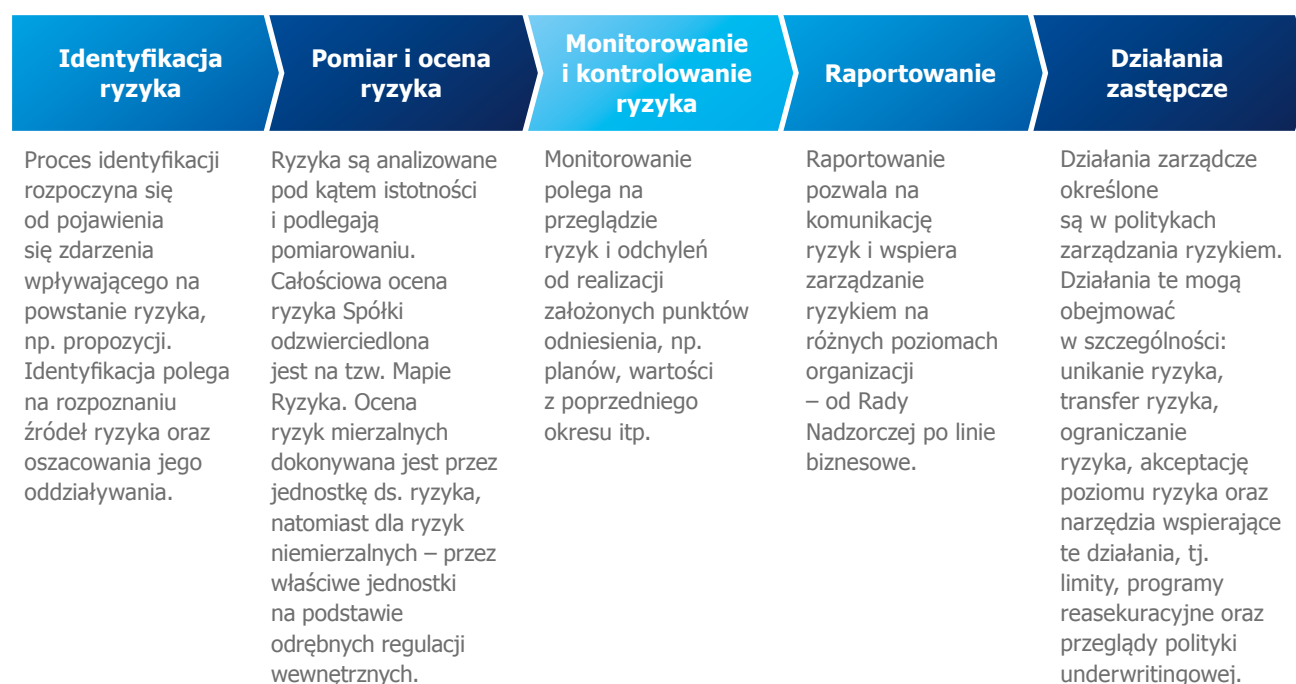 Identyfikacja
ryzyka
Pomiar i ocena
ryzyka
Monitorowanie
i kontrolowanie
ryzyka
Raportowanie
Działania
zastępcze
Proces identyfikacji
rozpoczyna się
od pojawienia
się zdarzenia
wpływającego na
powstanie ryzyka,
np. propozycji.
Identyfikacja polega
na rozpoznaniu
źródeł ryzyka oraz
oszacowania jego
oddziaływania.
Ryzyka są analizowane
pod kątem istotności
i podlegają
pomiarowaniu.
Całościowa ocena
ryzyka Spółki
odzwierciedlona
jest na tzw. Mapie
Ryzyka. Ocena
ryzyk mierzalnych
dokonywana jest przez
jednostkę ds. ryzyka,
natomiast dla ryzyk
niemierzalnych – przez
właściwe jednostki
na podstawie
odrębnych regulacji
wewnętrznych.
Monitorowanie
polega na
przeglądzie
ryzyk i odchyleń
od realizacji
założonych punktów
odniesienia, np.
planów, wartości
z poprzedniego
okresu itp.
Raportowanie
pozwala na
komunikację
ryzyk i wspiera
zarządzanie
ryzykiem na
różnych poziomach
organizacji
– od Rady
Nadzorczej po linie
biznesowe.
Działania zarządcze
określone
są w politykach
zarządzania ryzykiem.
Działania te mogą
obejmować
w szczególności:
unikanie ryzyka,
transfer ryzyka,
ograniczanie
ryzyka, akceptację
poziomu ryzyka oraz
narzędzia wspierające
te działania, tj.
limity, programy
reasekuracyjne oraz
przeglądy polityki
underwritingowej.